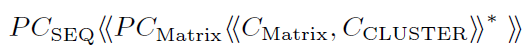 PC_SEQ⟪PC_Matrix⟪C_Matrix, C_CLUSTER⟫* ⟫